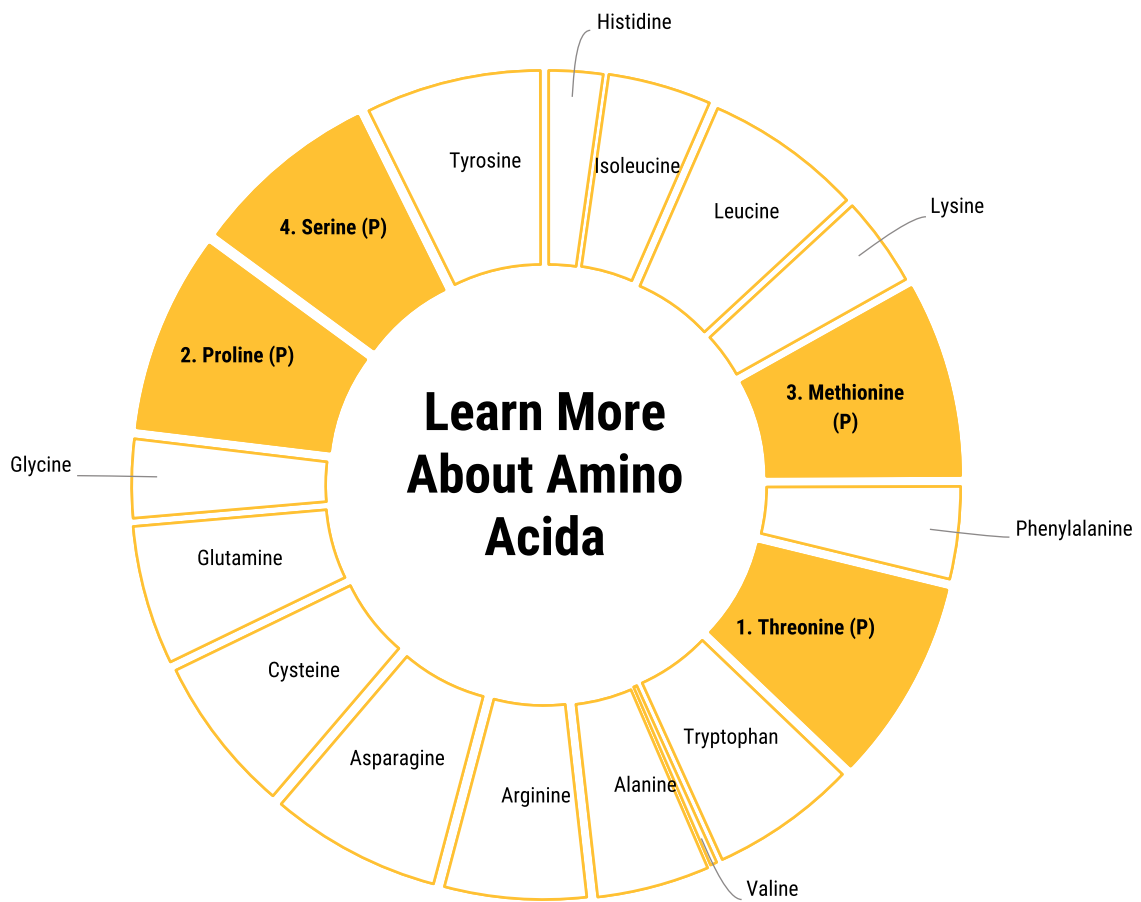 Histidine
Isoleucine
Leucine
Lysine
3. Methionine
(P)
Phenylalanine
1. Threonine (P)
Tryptophan
Valine
Alanine
Arginine
Asparagine
Cysteine
Glutamine
Glycine
2. Proline (P)
4. Serine (P)
Tyrosine
Learn More
About Amino
Acida